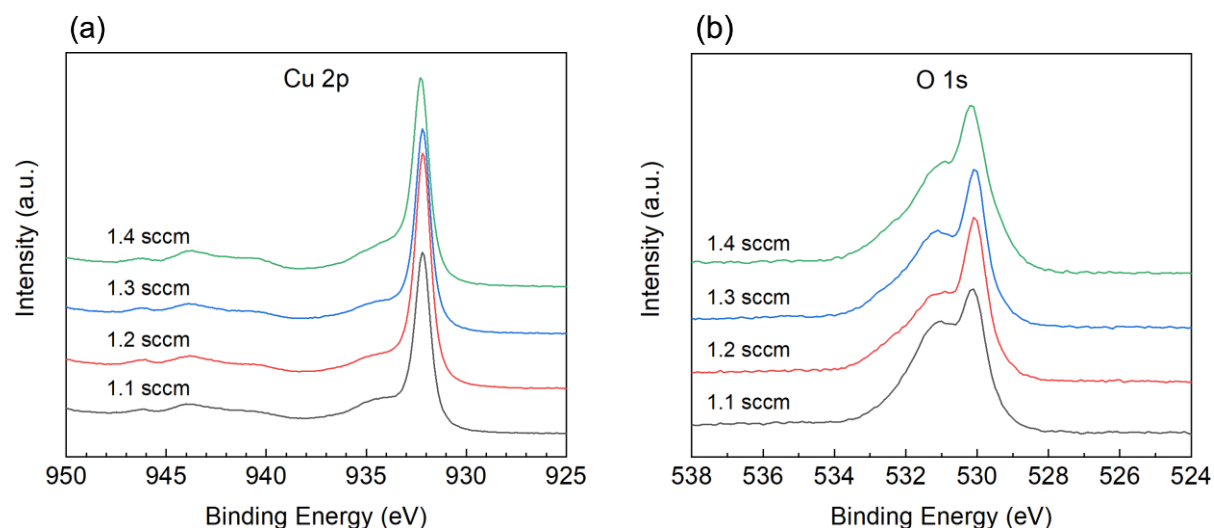 (a)
Cu 2p
1.4 sccm
1.3 sccm
1.2 sccm
1.1 sccm
Intensity (a.u.)
950 945 940 935 930 925
Binding Energy (eV)
(b)
O 1s
1.4 sccm
1.3 sccm
1.2 sccm
1.1 sccm
Intensity (a.u.)
538 536 534 532 530 528 526 524
Binding Energy (eV)